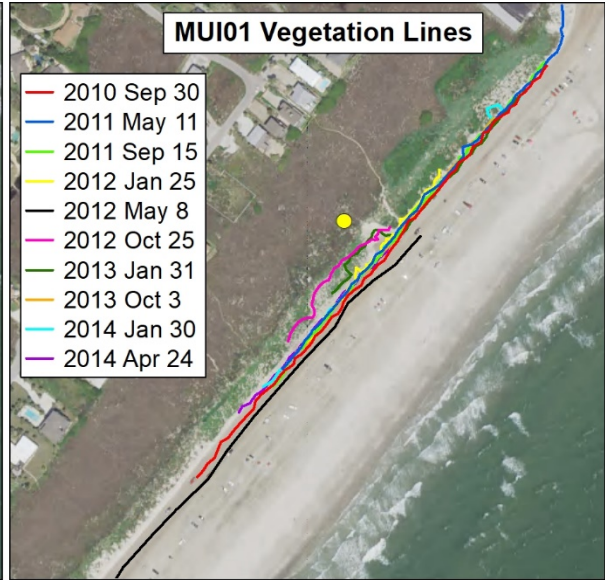 MUI01 Vegetation Lines
2010 Sep 30
2011 May 11
2011 Sep 15
2012 Jan 25
2012 May 8
2012 Oct 25
2013 Jan 31
2013 Oct 3
2014 Jan 30
2014 Apr 24